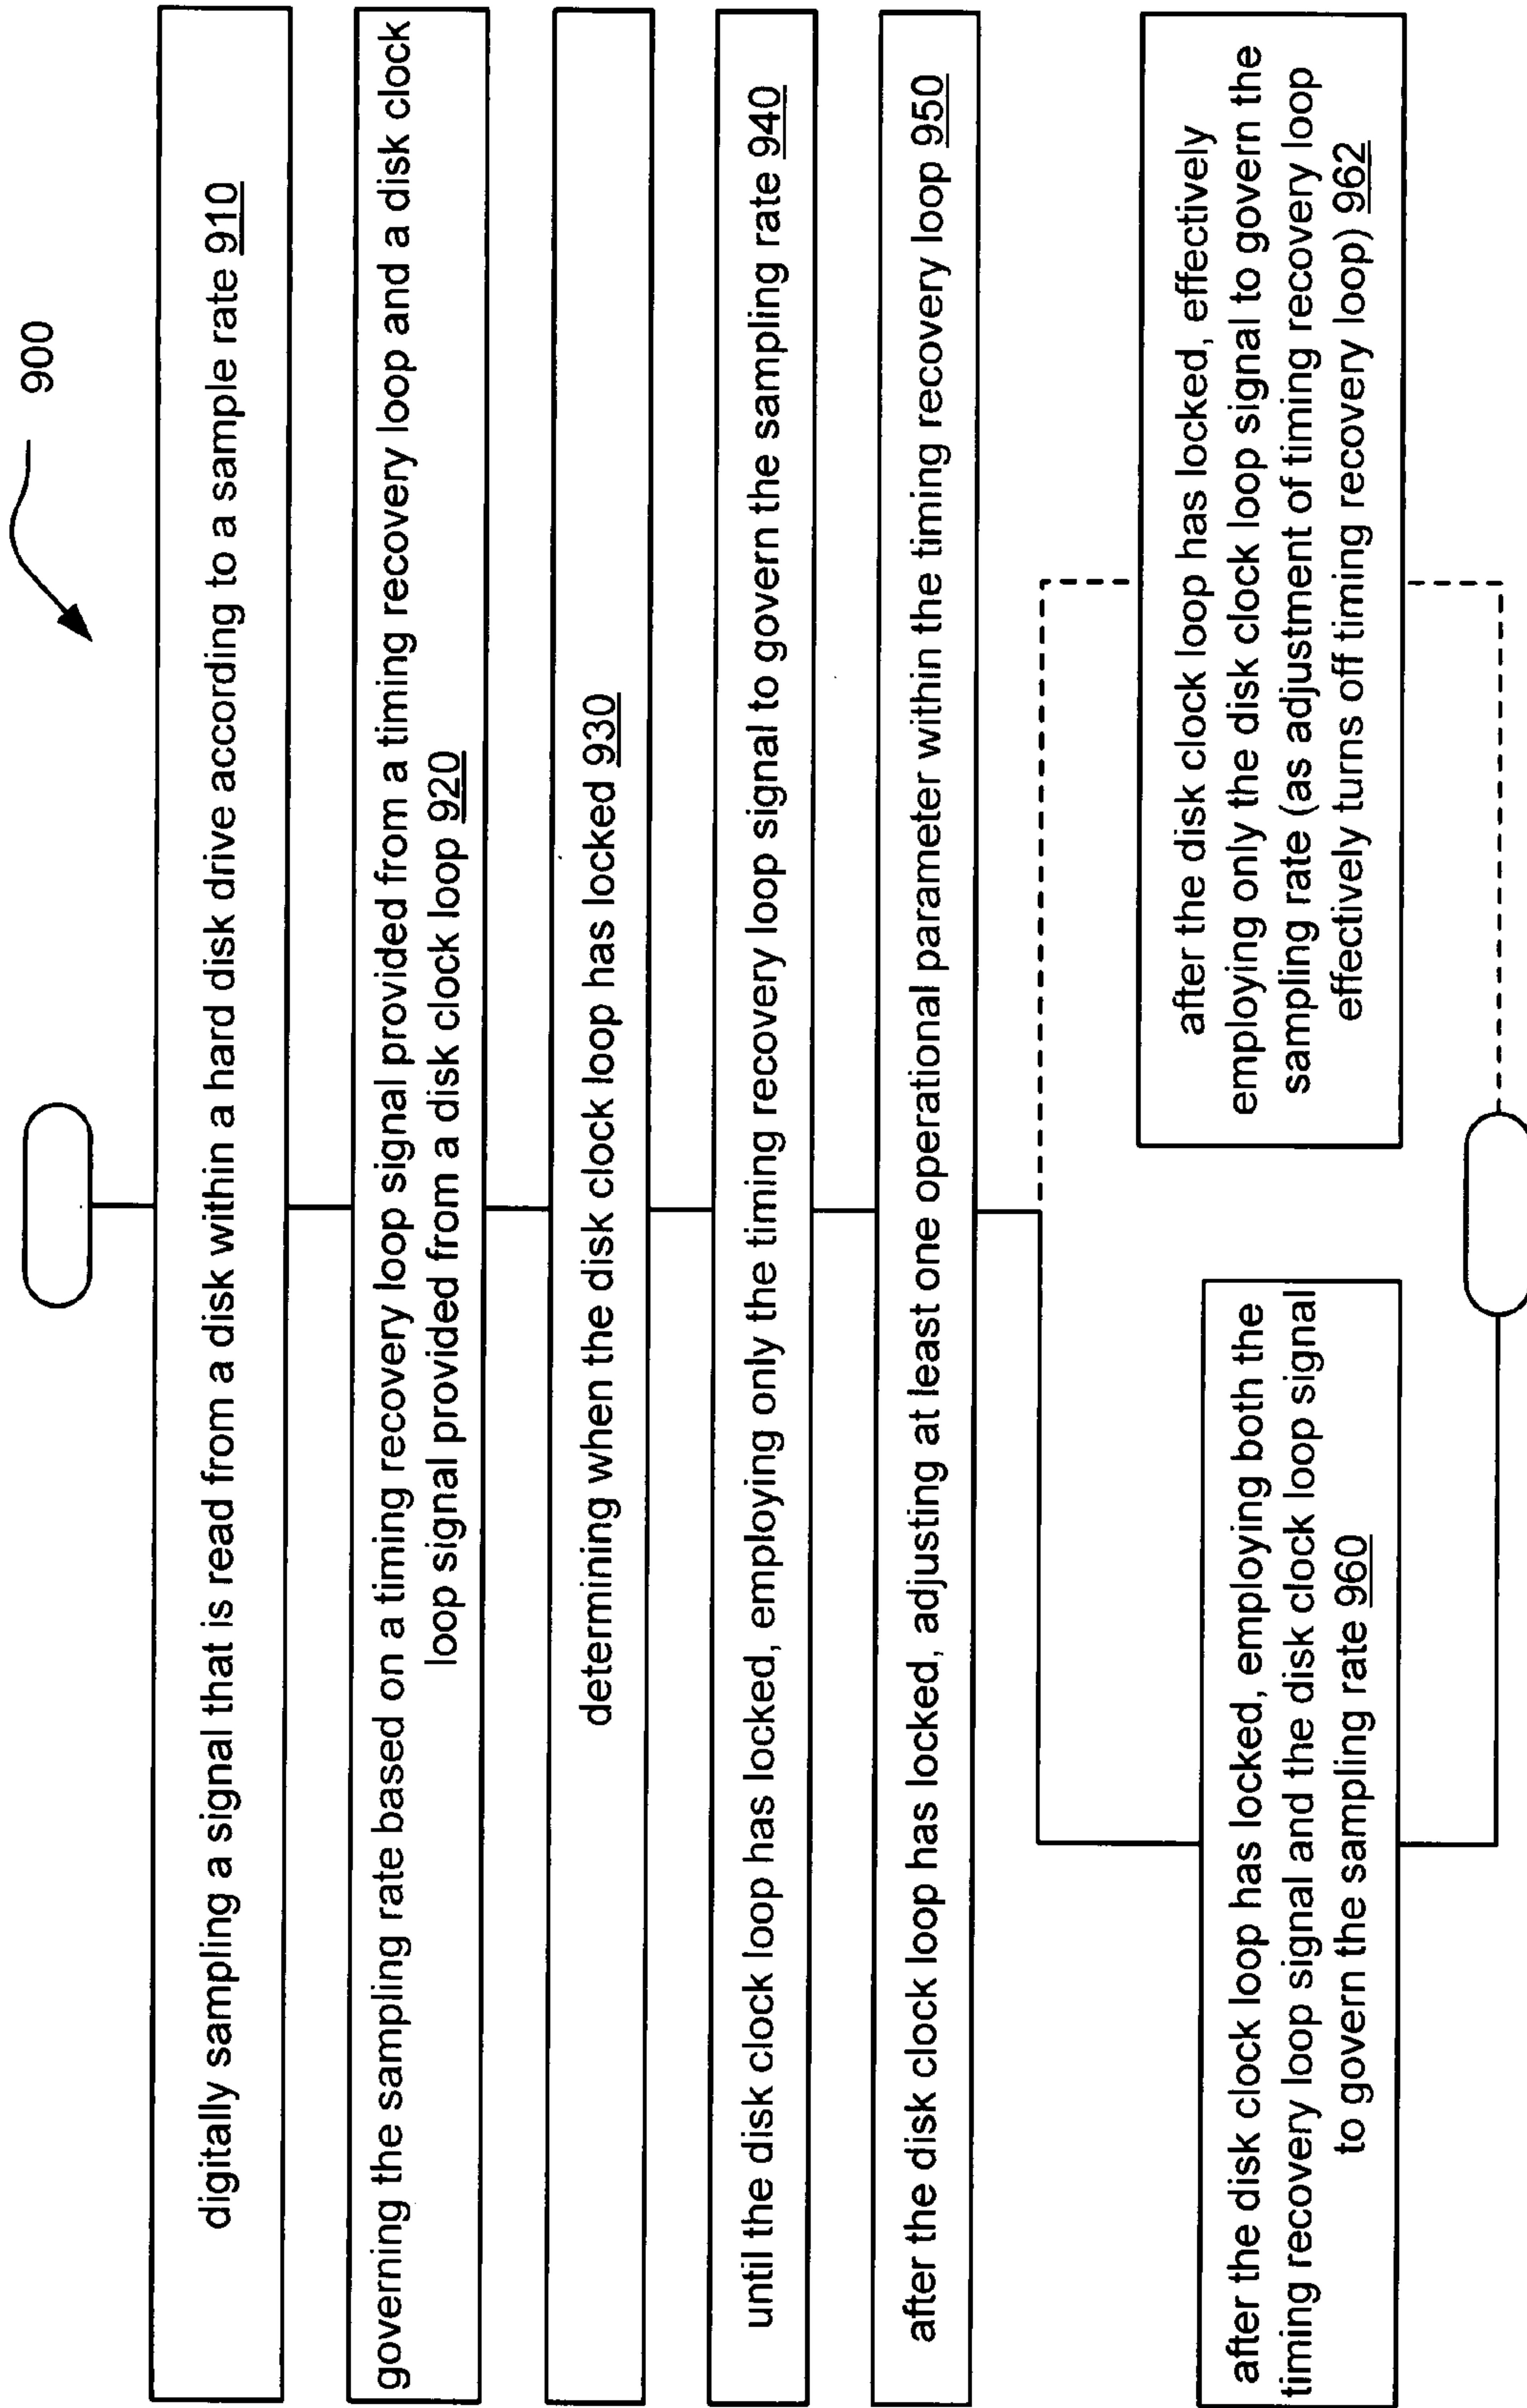 900
digitally sampling a signal that is read from a disk within a hard disk drive according to a sample rate 910
governing the sampling rate based on a timing recovery loop signal provided from a timing recovery loop and a disk clock
loop signal provided from a disk clock loop 920
determining when the disk clock loop has locked 930
until the disk clock loop has locked, employing only the timing recovery loop signal to govern the sampling rate 940
after the disk clock loop has locked, adjusting at least one operational parameter within the timing recovery loop 950
after the disk clock loop has locked, employing both the
timing recovery loop signal and the disk clock loop signal
to govern the sampling rate 960
after the disk clock loop has locked, effectively
employing only the disk clock loop signal to govern the
sampling rate (as adjustment of timing recovery loop
effectively turns off timing recovery loop) 962